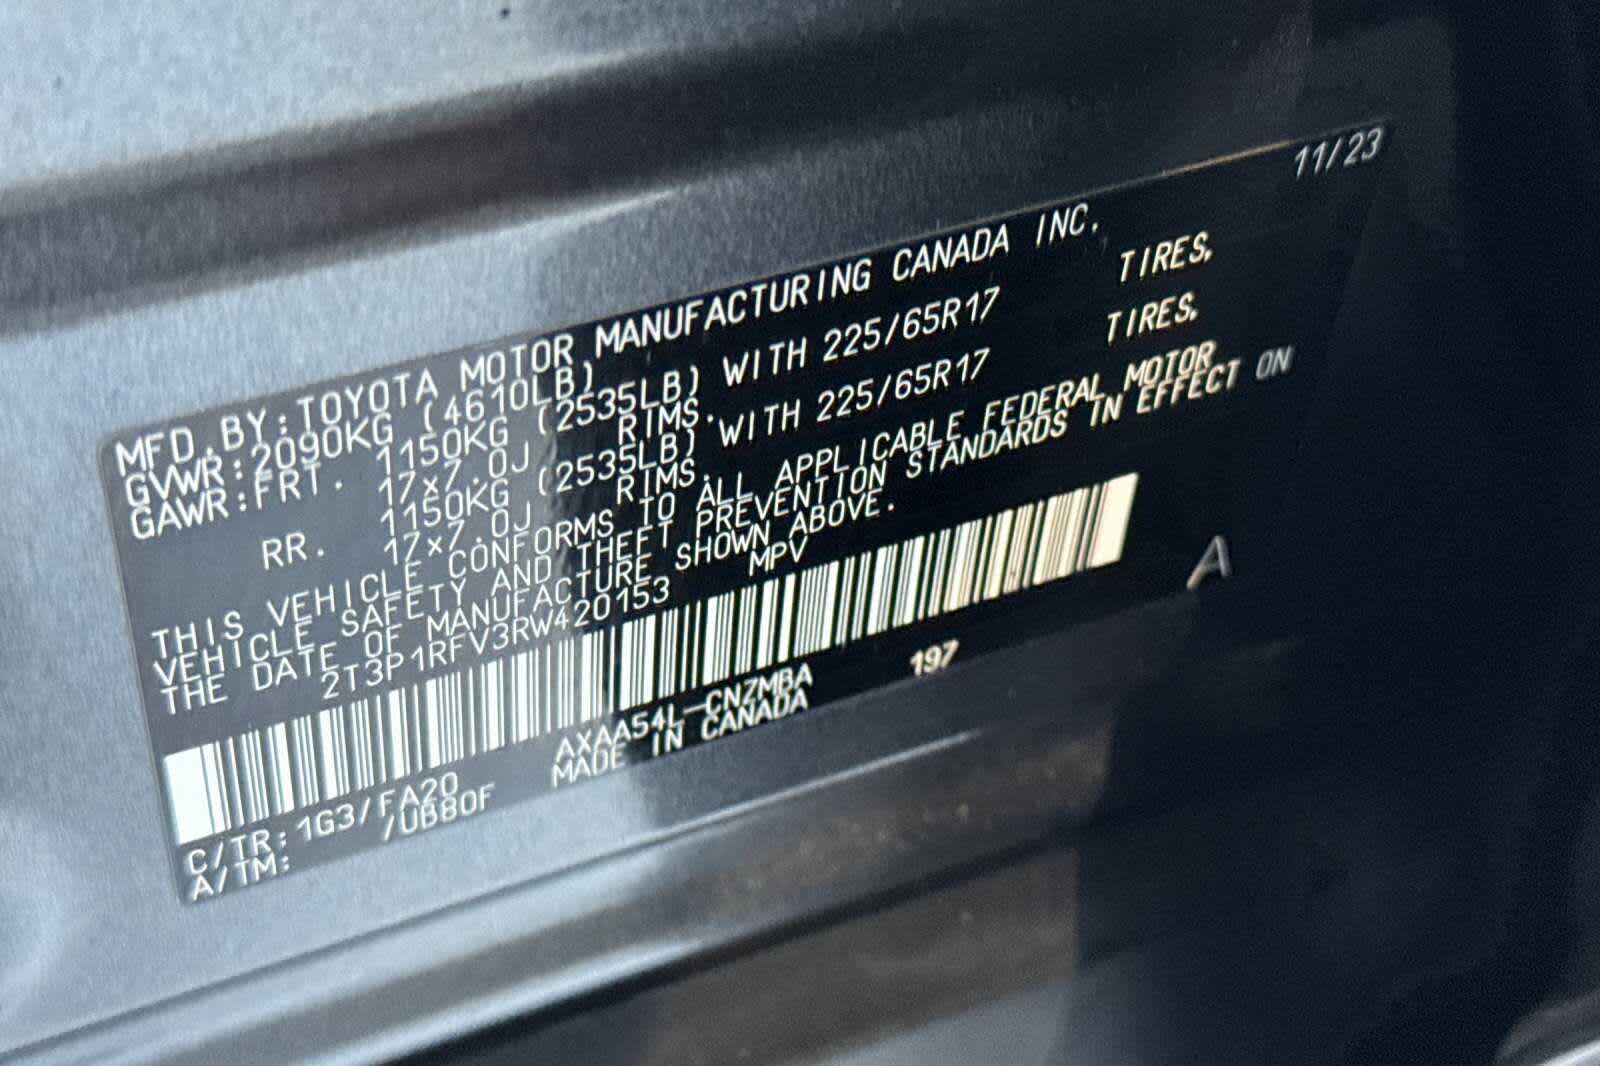 11/23
MFD.BY:TOYOTA MOTOR MANUFACTURING CANADA INC.
GVWR:2090KG (4610LB)
GAWR:FRT. 1150KG (2535LB) WITH 225/65R17 TIRES,
17×7.0J RIMS.
RR. 1150KG (2535LB) WITH 225/65R17 TIRES,
17×7.0J RIMS.
THIS VEHICLE CONFORMS TO ALL APPLICABLE FEDERAL MOTOR
VEHICLE SAFETY AND THEFT PREVENTION STANDARDS IN EFFECT ON
THE DATE OF MANUFACTURE SHOWN ABOVE.
2T3P1RFV3RW420153 MPV
A
197
C/TR:1G3/FA20 AXAA54L-CNZMBA
A/TM: /UB80F MADE IN CANADA